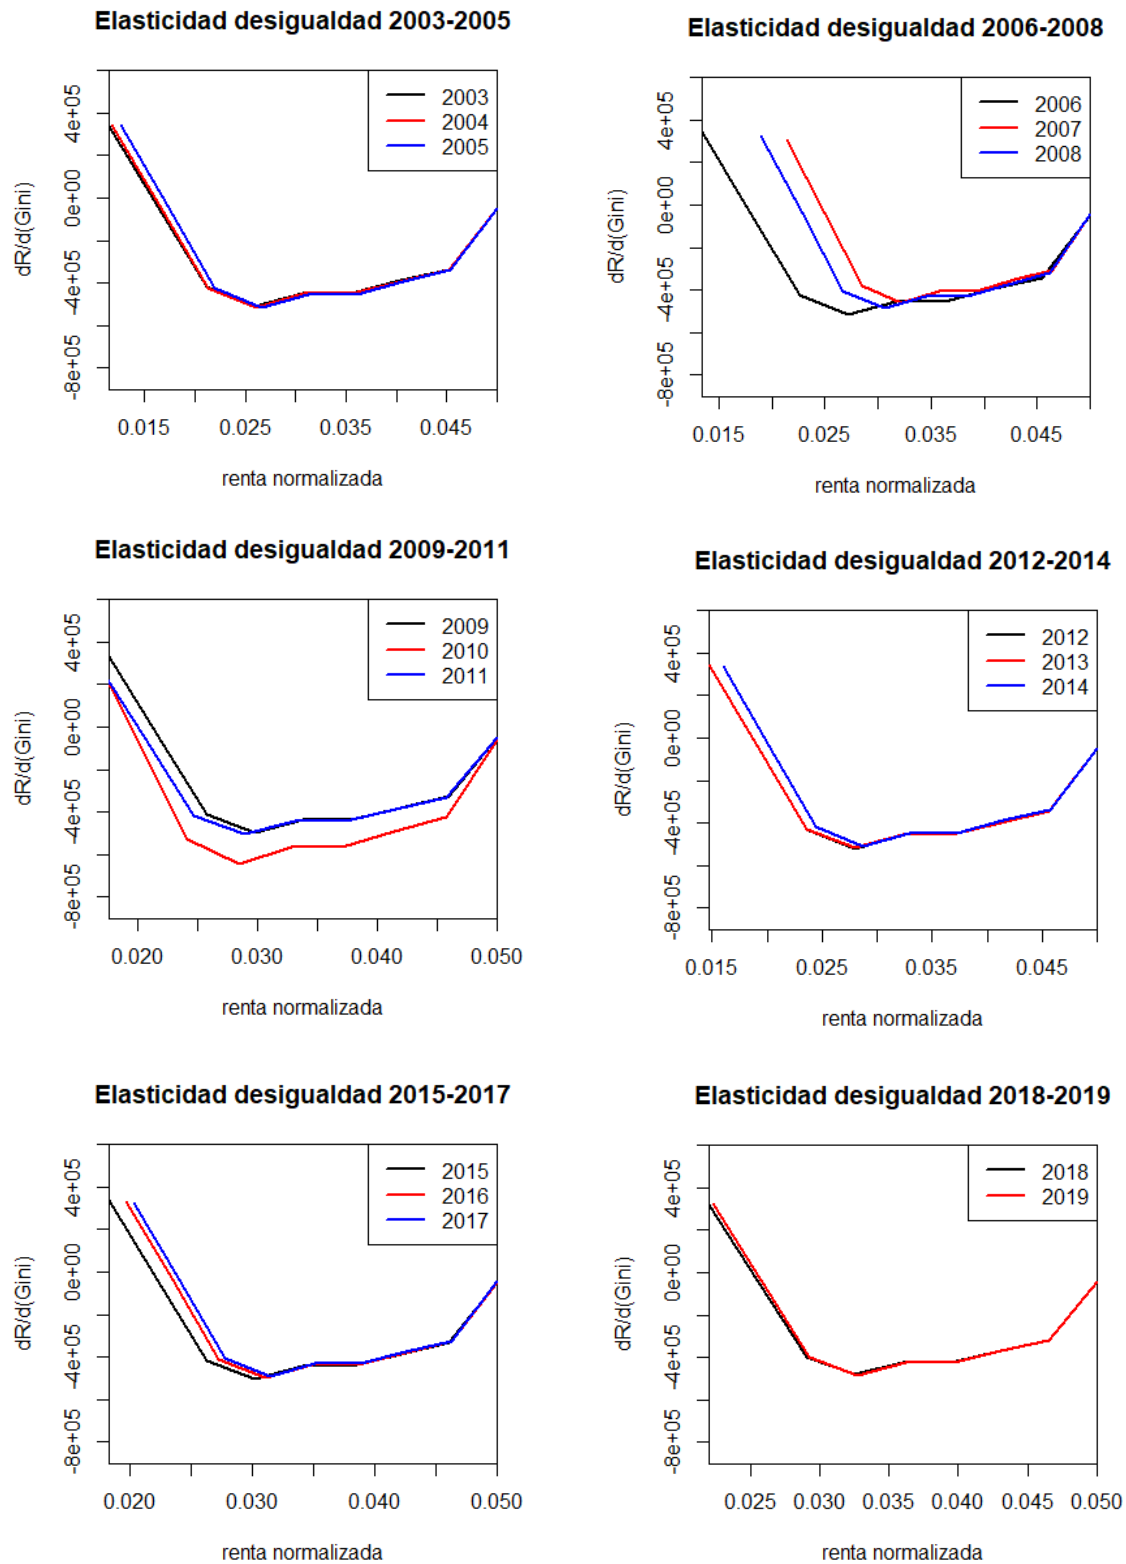 Elasticidad desigualdad 2003-2005
dR/d(Gini)
4e+05
0e+00
-4e+05
-8e+05
2003
2004
2005
0.015 0.025 0.035 0.045
renta normalizada
Elasticidad desigualdad 2006-2008
dR/d(Gini)
4e+05
0e+00
-4e+05
-8e+05
2006
2007
2008
0.015 0.025 0.035 0.045
renta normalizada
Elasticidad desigualdad 2009-2011
dR/d(Gini)
4e+05
0e+00
-4e+05
-8e+05
2009
2010
2011
0.020 0.030 0.040 0.050
renta normalizada
Elasticidad desigualdad 2012-2014
dR/d(Gini)
4e+05
0e+00
-4e+05
-8e+05
2012
2013
2014
0.015 0.025 0.035 0.045
renta normalizada
Elasticidad desigualdad 2015-2017
dR/d(Gini)
4e+05
0e+00
-4e+05
-8e+05
2015
2016
2017
0.020 0.030 0.040 0.050
renta normalizada
Elasticidad desigualdad 2018-2019
dR/d(Gini)
4e+05
0e+00
-4e+05
-8e+05
2018
2019
0.025 0.030 0.035 0.040 0.045 0.050
renta normalizada